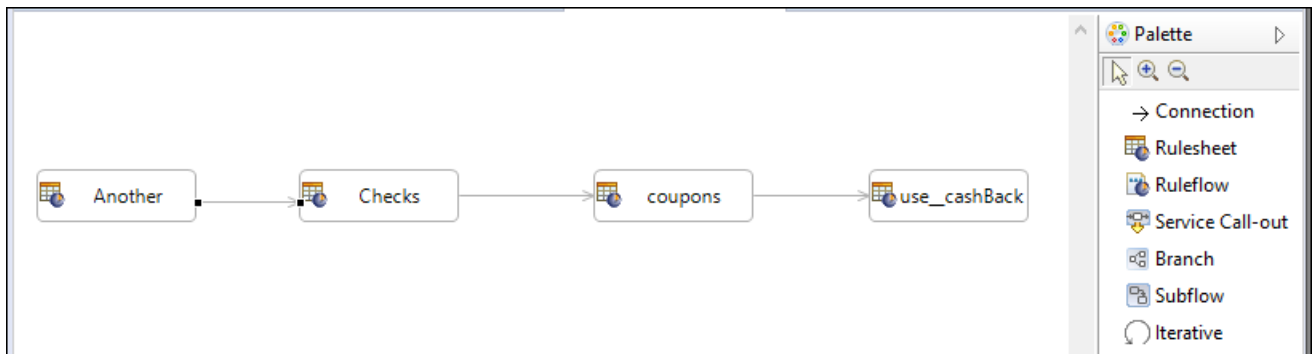 Another
Checks
coupons
use__cashBack
Palette
Connection
Rulesheet
Ruleflow
Service Call-out
Branch
Subflow
Iterative